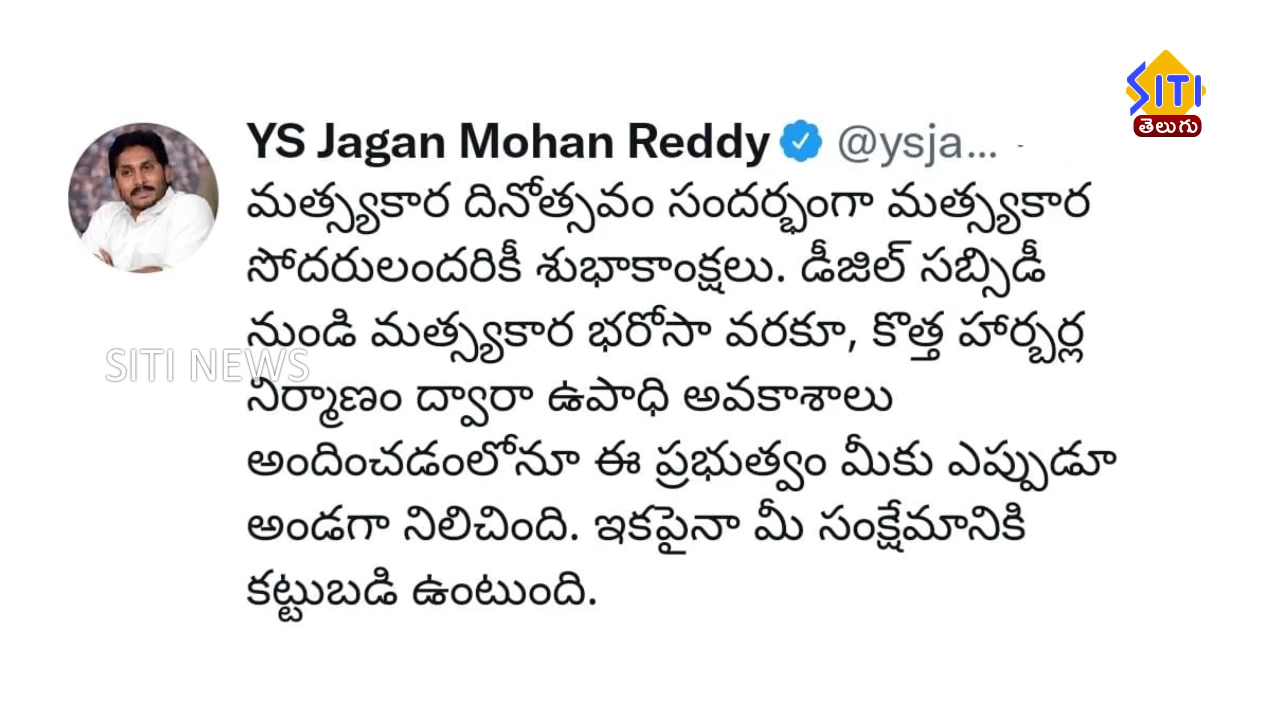 SITI
తెలుగు
YS Jagan Mohan Reddy @ysja... ·
మత్స్యకార దినోత్సవం సందర్భంగా మత్స్యకార
సోదరులందరికీ శుభాకాంక్షలు. డీజిల్ సబ్సిడీ
నుండి మత్స్యకార భరోసా వరకూ, కొత్త హార్బర్ల
SITI NEWS
నిర్మాణం ద్వారా ఉపాధి అవకాశాలు
అందించడంలోనూ ఈ ప్రభుత్వం మీకు ఎప్పుడూ
అండగా నిలిచింది. ఇకపైనా మీ సంక్షేమానికి
కట్టుబడి ఉంటుంది.